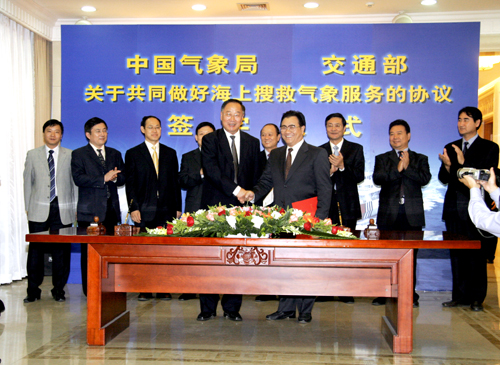 中国气象局 交通部
关于共同做好海上搜救气象服务的协议
签 式